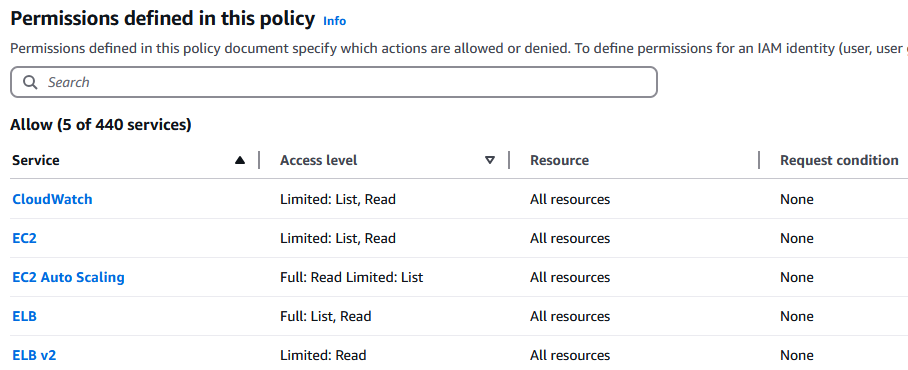 Permissions defined in this policy Info
Permissions defined in this policy document specify which actions are allowed or denied. To define permissions for an IAM identity (user, user
Search
Allow (5 of 440 services)
Service Access level Resource Request condition
CloudWatch Limited: List, Read All resources None
EC2 Limited: List, Read All resources None
EC2 Auto Scaling Full: Read Limited: List All resources None
ELB Full: List, Read All resources None
ELB v2 Limited: Read All resources None